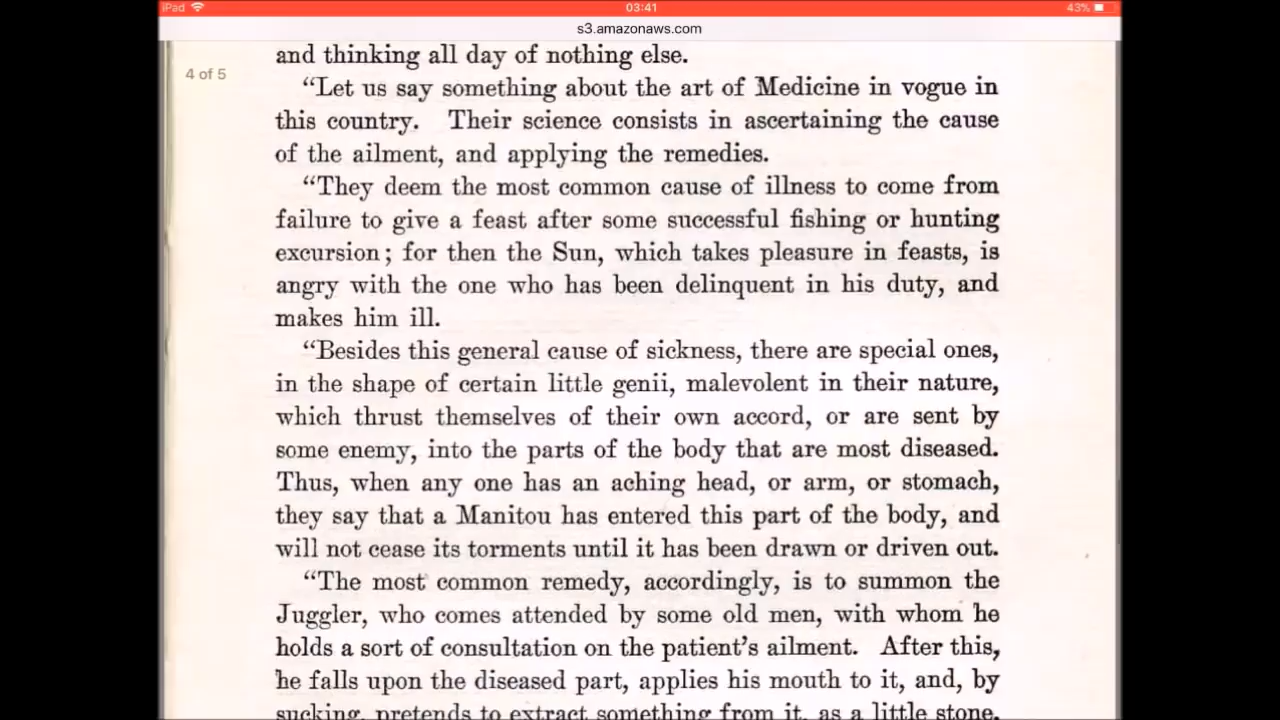 iPad 03:41 43%
s3.amazonaws.com
and thinking all day of nothing else.
4 of 5
“Let us say something about the art of Medicine in vogue in
this country. Their science consists in ascertaining the cause
of the ailment, and applying the remedies.
“They deem the most common cause of illness to come from
failure to give a feast after some successful fishing or hunting
excursion; for then the Sun, which takes pleasure in feasts, is
angry with the one who has been delinquent in his duty, and
makes him ill.
“Besides this general cause of sickness, there are special ones,
in the shape of certain little genii, malevolent in their nature,
which thrust themselves of their own accord, or are sent by
some enemy, into the parts of the body that are most diseased.
Thus, when any one has an aching head, or arm, or stomach,
they say that a Manitou has entered this part of the body, and
will not cease its torments until it has been drawn or driven out.
“The most common remedy, accordingly, is to summon the
Juggler, who comes attended by some old men, with whom he
holds a sort of consultation on the patient’s ailment. After this,
he falls upon the diseased part, applies his mouth to it, and, by
sucking, pretends to extract something from it, as a little stone,